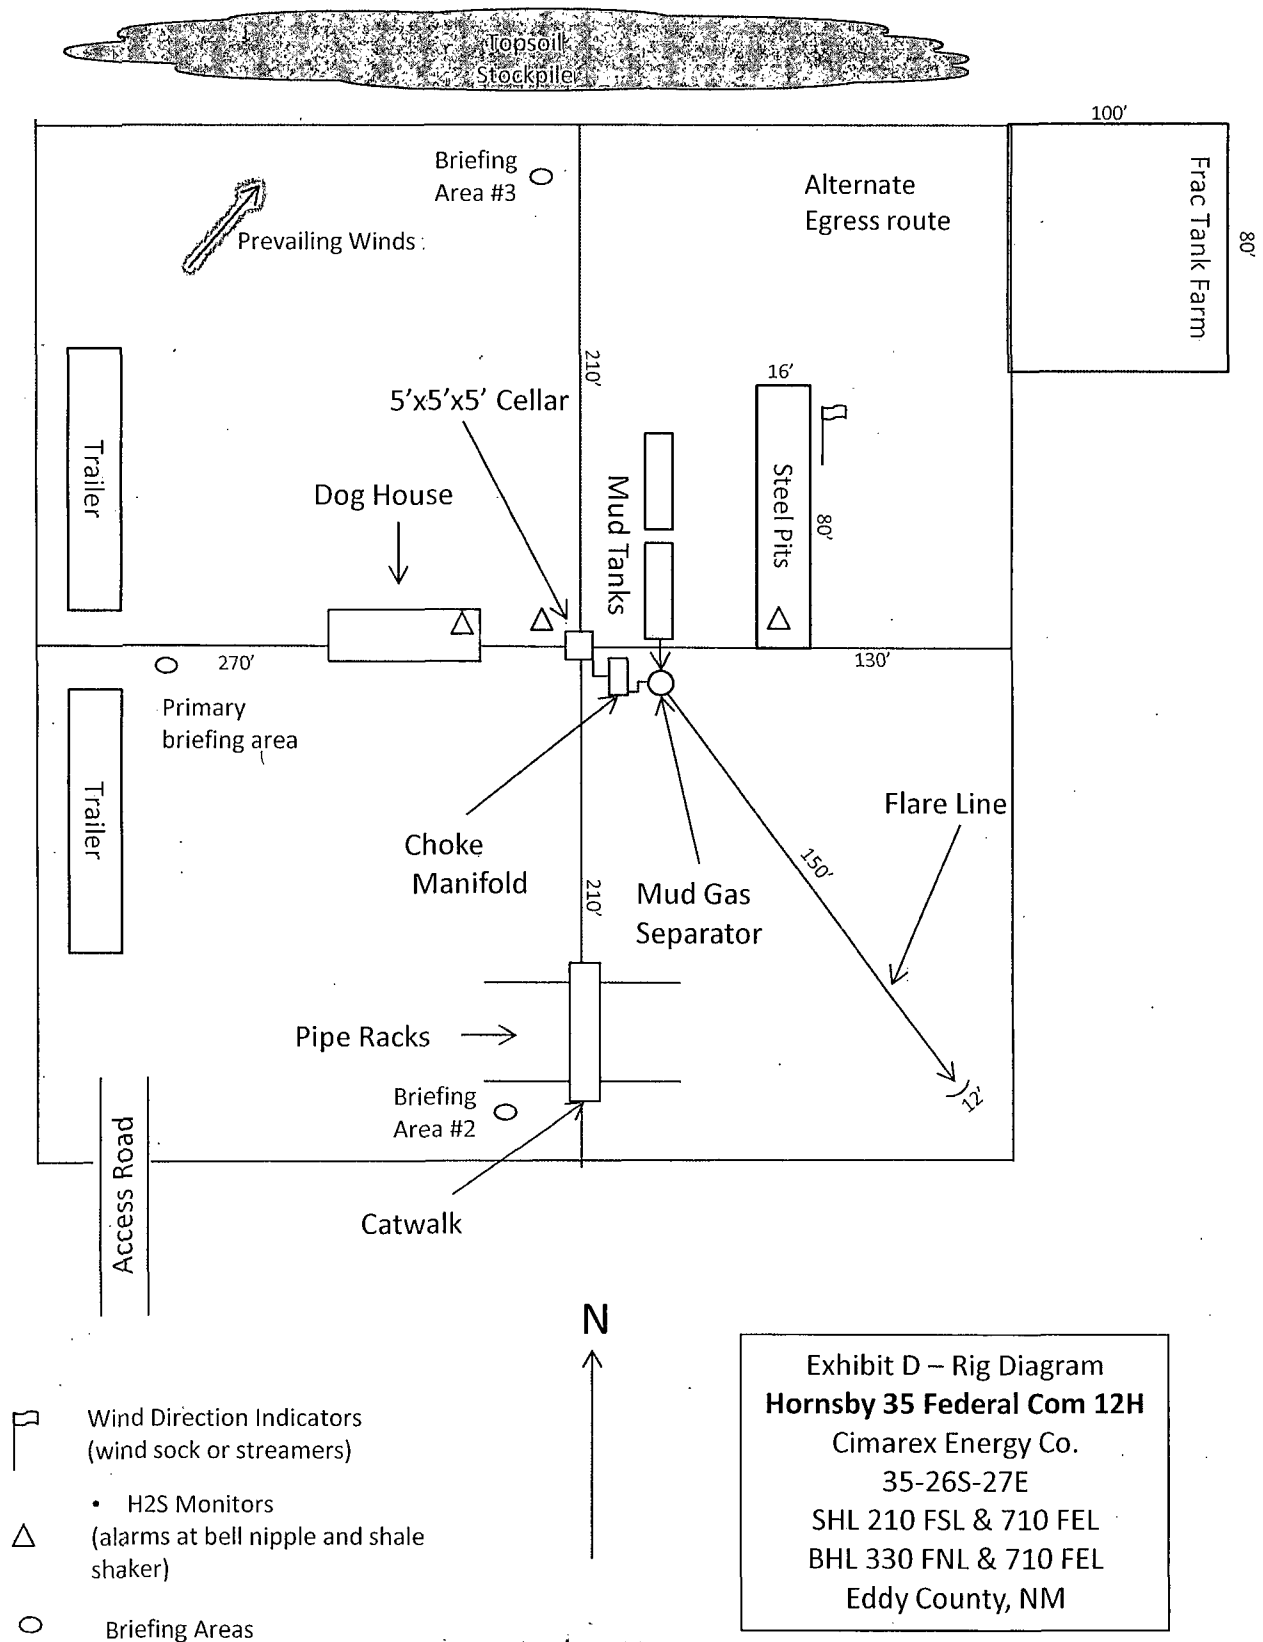 Topsoil
Stockpile
100'
Briefing
Area #3
Alternate
Egress route
Frac Tank Farm
80'
Prevailing Winds
210'
16'
5'x5'x5' Cellar
Trailer
Dog House
Mud Tanks
Steel Pits
80'
270'
130'
Primary
briefing area
Trailer
Flare Line
Choke
Manifold
150'
210'
Mud Gas
Separator
Pipe Racks
Briefing
Area #2
12'
Access Road
Catwalk
N
Wind Direction Indicators
(wind sock or streamers)
• H2S Monitors
(alarms at bell nipple and shale
shaker)
Briefing Areas
Exhibit D – Rig Diagram
Hornsby 35 Federal Com 12H
Cimarex Energy Co.
35-26S-27E
SHL 210 FSL & 710 FEL
BHL 330 FNL & 710 FEL
Eddy County, NM